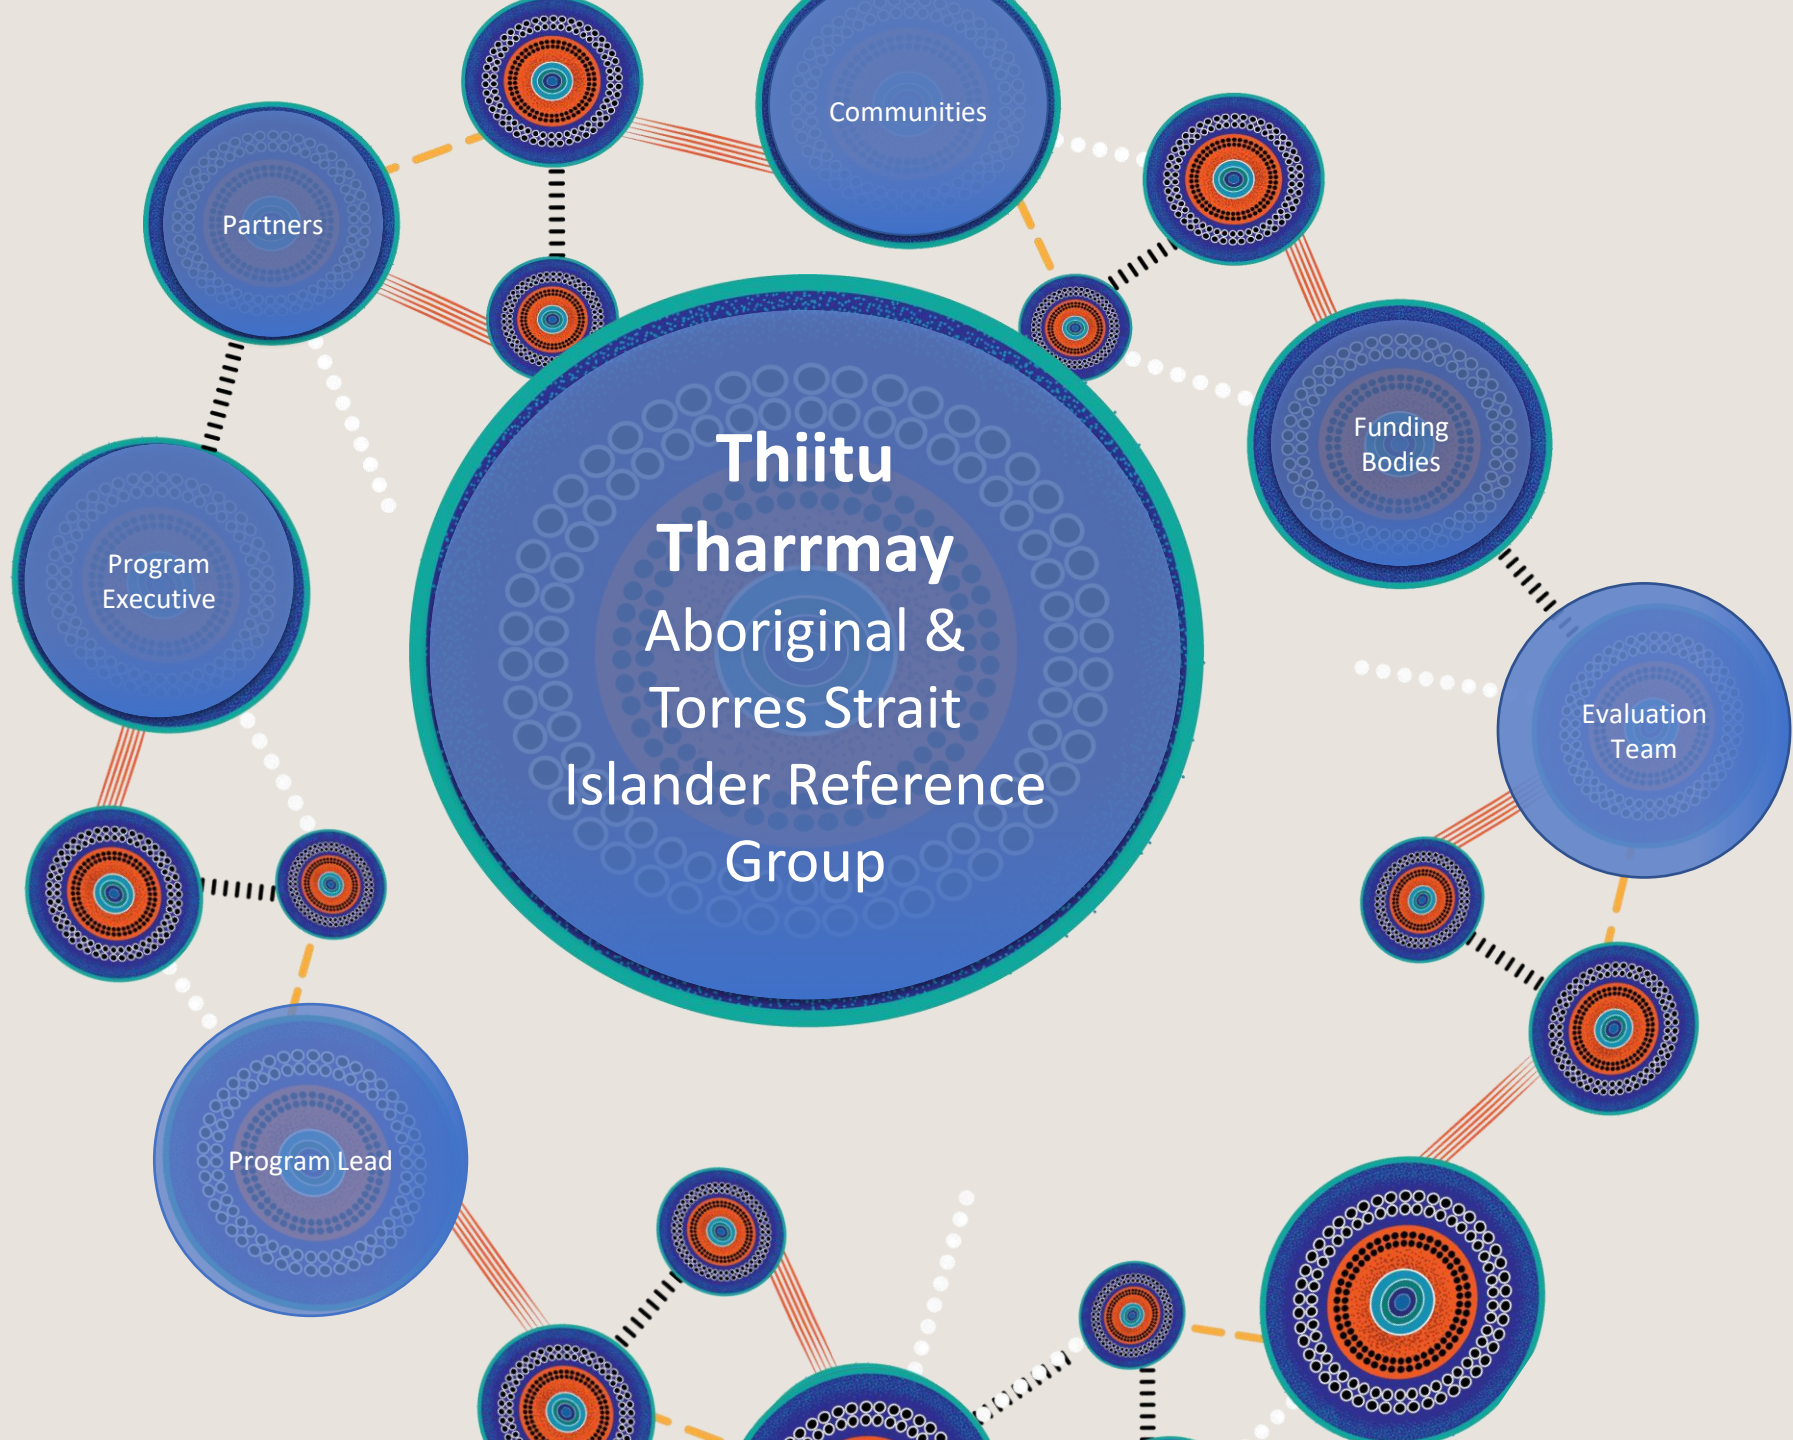 Communities
Partners
Funding
Bodies
Thiitu
Tharrmay
Aboriginal &
Torres Strait
Islander Reference
Group
Program
Executive
Evaluation
Team
Program Lead